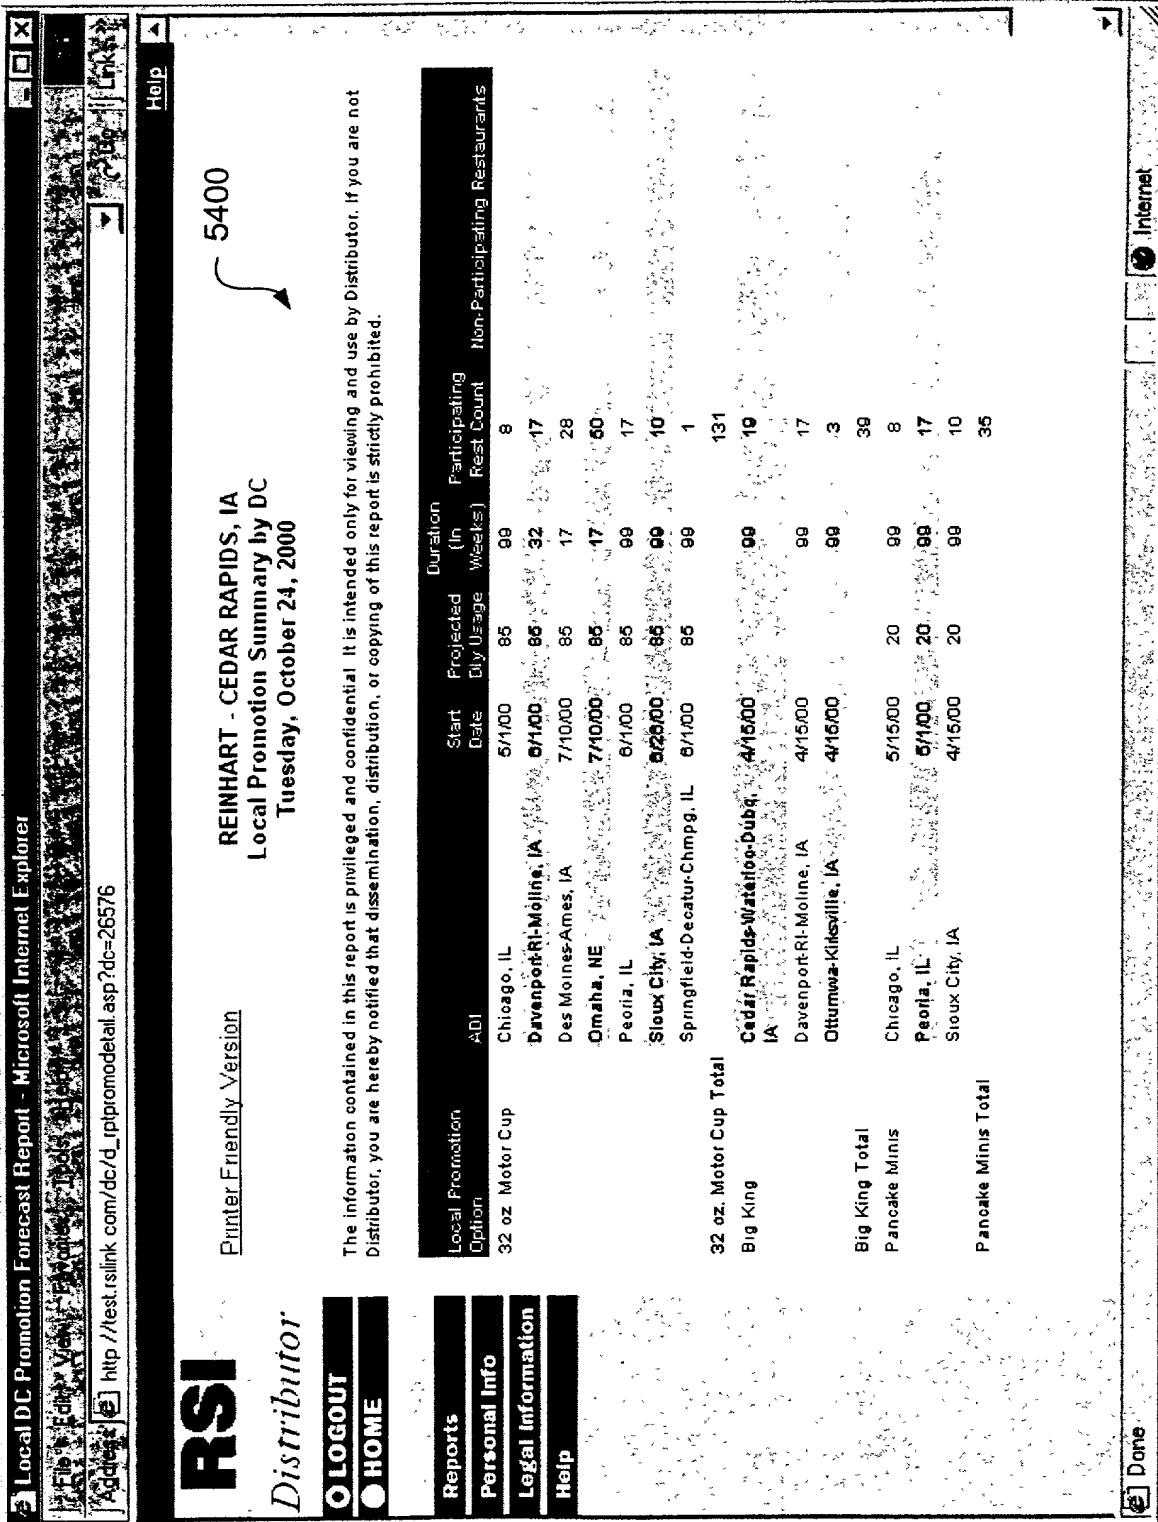 Local DC Promotion Forecast Report - Microsoft Internet Explorer
File Edit View Favorites Tools Help
Address http //test.rsilink com/dc/d_rptpromodetail.asp?dc=26576 Go Links »
Help
RSI
Distributor
LOGOUT
HOME
Reports
Personal Info
Legal Information
Help
Printer Friendly Version
REINHART - CEDAR RAPIDS, IA
Local Promotion Summary by DC
Tuesday, October 24, 2000
5400
The information contained in this report is privileged and confidential It is intended only for viewing and use by Distributor. If you are not
Distributor, you are hereby notified that dissemination, distribution, or copying of this report is strictly prohibited.
Local Promotion Option ADI Start Date Projected Dly Usage Duration (In Weeks) Participating Rest Count Non-Participating Restaurants
32 oz Motor Cup Chicago, IL 5/1/00 85 99 8
Davenport-RI-Moline, IA 6/1/00 85 32 17
Des Moines-Ames, IA 7/10/00 85 17 28
Omaha, NE 7/10/00 85 17 50
Peoria, IL 6/1/00 85 99 17
Sioux City, IA 6/26/00 85 99 10
Springfield-Decatur-Chmpg, IL 6/1/00 85 99 1
32 oz. Motor Cup Total 131
Big King Cedar Rapids-Waterloo-Dubq, 4/15/00 99 19
IA
Davenport-RI-Moline, IA 4/15/00 99 17
Ottumwa-Kirksville, IA 4/15/00 99 3
Big King Total 39
Pancake Minis Chicago, IL 5/15/00 20 99 8
Peoria, IL 5/1/00 20 99 17
Sioux City, IA 4/15/00 20 99 10
Pancake Minis Total 35
Done Internet